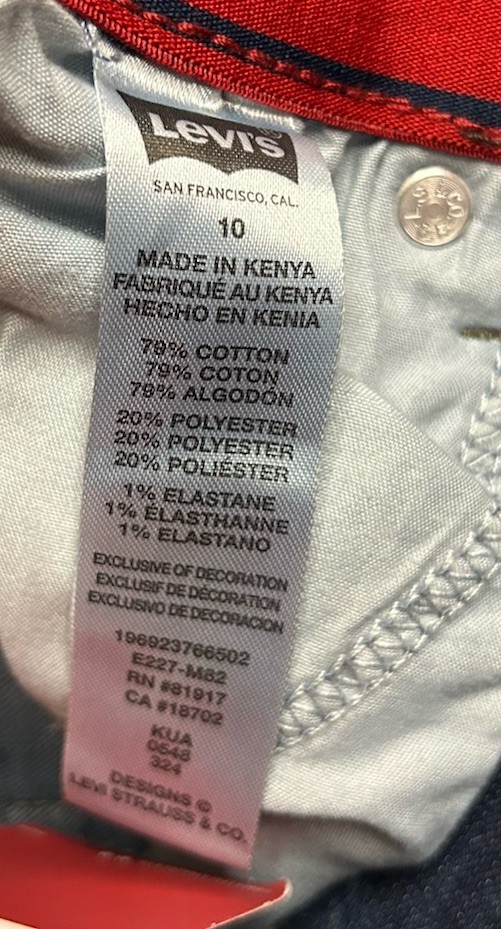 Levi's®
SAN FRANCISCO, CAL.
10
MADE IN KENYA
FABRIQUÉ AU KENYA
HECHO EN KENIA
79% COTTON
79% COTON
79% ALGODÓN
20% POLYESTER
20% POLYESTER
20% POLIÉSTER
1% ELASTANE
1% ÉLASTHANNE
1% ELASTANO
EXCLUSIVE OF DECORATION
EXCLUSIF DE DÉCORATION
EXCLUSIVO DE DECORACION
196923766502
E227-M82
RN #81917
CA #18702
KUA
0548
324
DESIGNS ©
LEVI STRAUSS & CO.